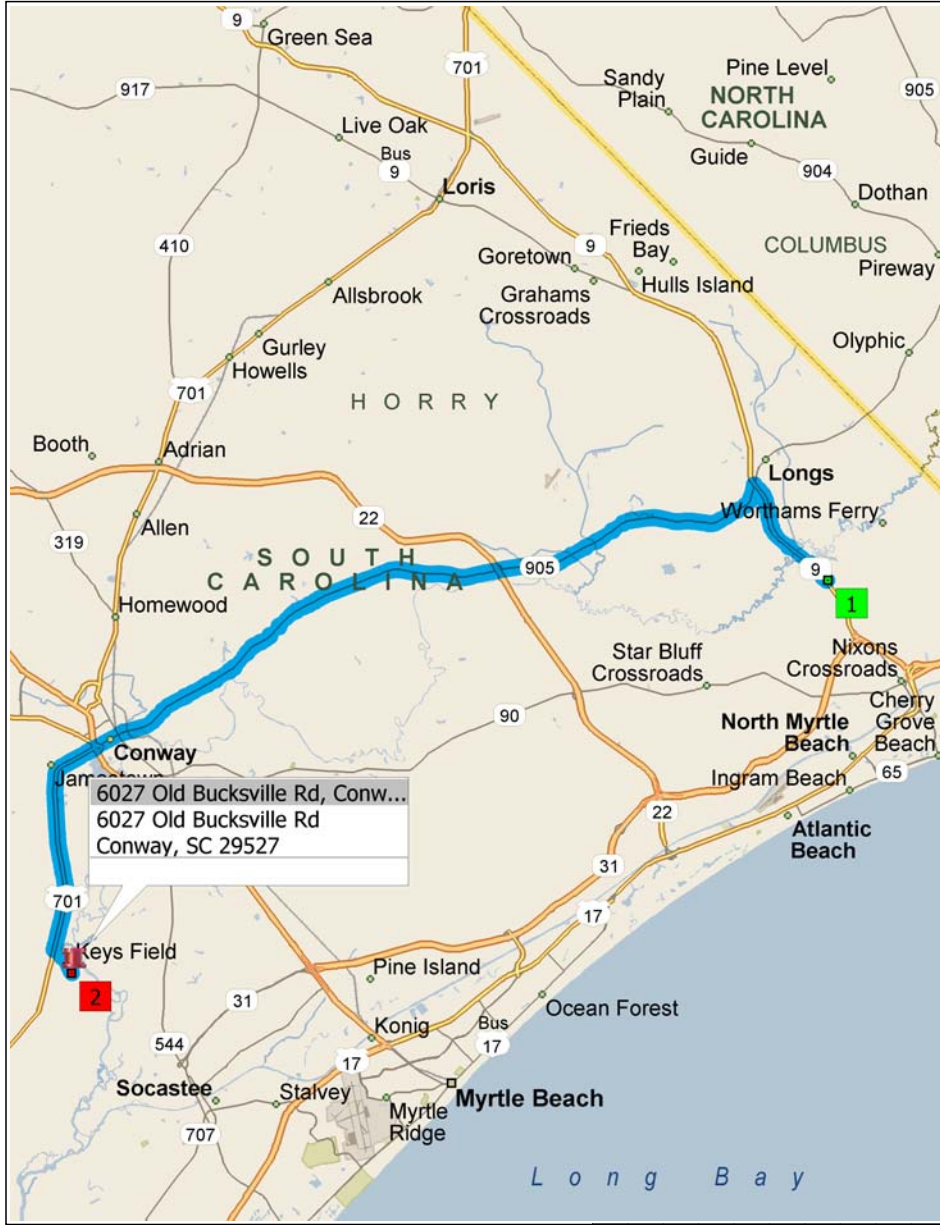 9
Green Sea
701
917
Sandy
Plain
Pine Level
NORTH
CAROLINA
905
Live Oak
Bus
9
Guide
904
Loris
Dothan
410
9
Frieds
Bay
COLUMBUS
Goretown
Hulls Island
Pireway
Allsbrook
Grahams
Crossroads
Gurley
Howells
Olyphic
701
HORRY
Booth
Adrian
Longs
22
Worthams Ferry
Allen
319
SOUTH
CAROLINA
905
9
1
Homewood
Star Bluff
Crossroads
Nixons
Crossroads
90
Cherry
Grove
Beach
North Myrtle
Beach
Conway
Jamestown
Ingram Beach
65
6027 Old Bucksville Rd, Conw...
6027 Old Bucksville Rd
Conway, SC 29527
22
Atlantic
Beach
31
701
17
Keys Field
2
Pine Island
31
Ocean Forest
Konig
Bus
17
544
17
Socastee
Stalvey
Myrtle Beach
Myrtle
Ridge
707
Long Bay